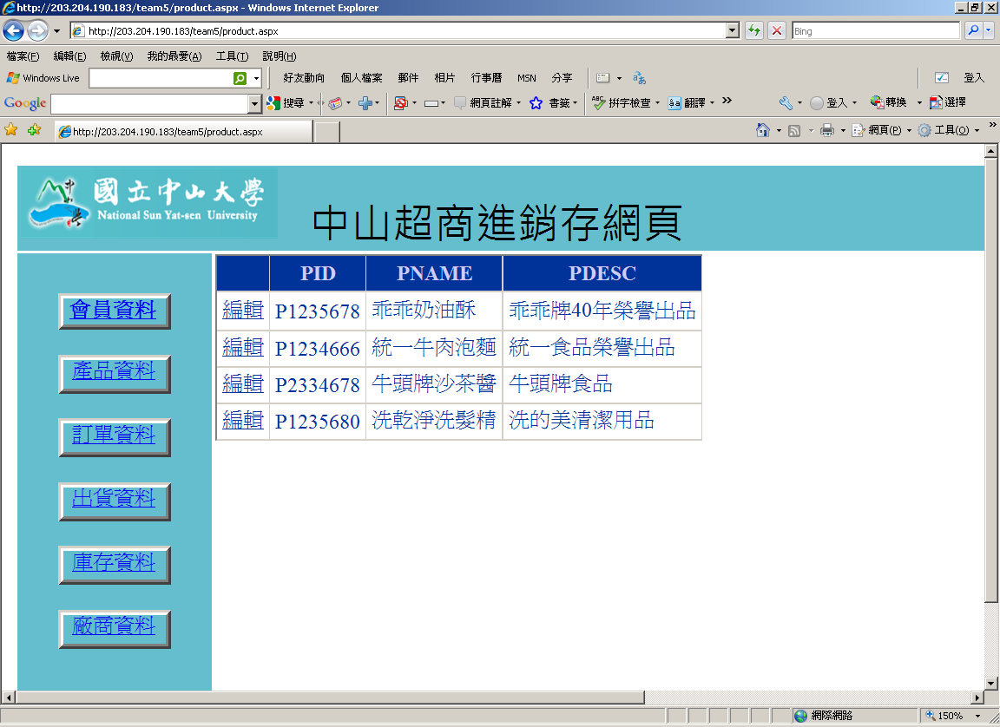 http://203.204.190.183/team5/product.aspx - Windows Internet Explorer
http://203.204.190.183/team5/product.aspx Bing
檔案(F) 編輯(E) 檢視(V) 我的最愛(A) 工具(T) 說明(H)
Windows Live 好友動向 個人檔案 郵件 相片 行事曆 MSN 分享 登入
Google 搜尋 網頁註解 書籤 ABC 拼字檢查 翻譯 » 登入 轉換 選擇
http://203.204.190.183/team5/product.aspx 網頁(P) 工具(O) »
國立中山大學
National Sun Yat-sen University
中山超商進銷存網頁
會員資料
產品資料
訂單資料
出貨資料
庫存資料
廠商資料
PID PNAME PDESC
編輯 P1235678 乖乖奶油酥 乖乖牌40年榮譽出品
編輯 P1234666 統一牛肉泡麵 統一食品榮譽出品
編輯 P2334678 牛頭牌沙茶醬 牛頭牌食品
編輯 P1235680 洗乾淨洗髮精 洗的美清潔用品
網際網路 150%